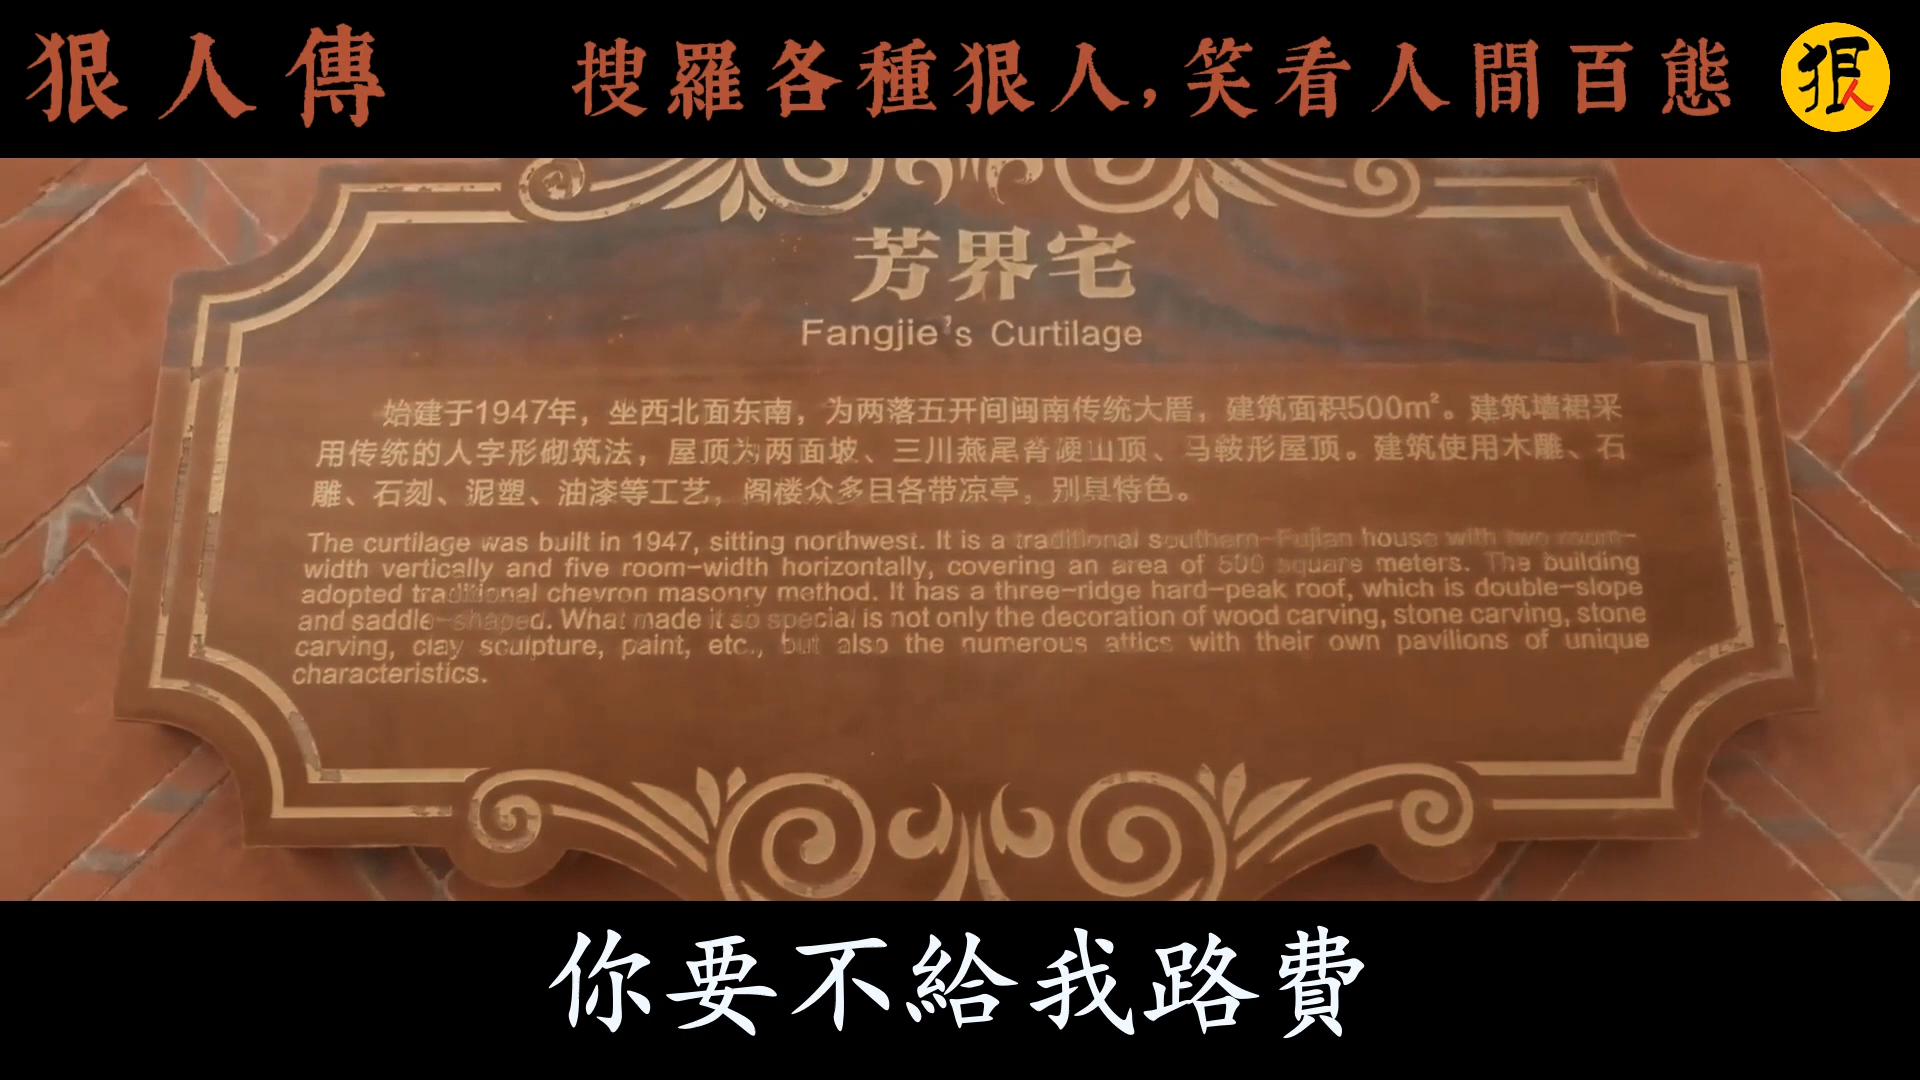 狠人傳
搜羅各種狠人,笑看人間百態
狠人
芳界宅
Fangjie's Curtilage
始建于1947年，坐西北面东南，为两落五开间闽南传统大厝，建筑面积500m²。建筑墙裙采
用传统的人字形砌筑法，屋顶为两面坡、三川燕尾脊硬山顶、马鞍形屋顶。建筑使用木雕、石
雕、石刻、泥塑、油漆等工艺，阁楼众多且各带凉亭，别具特色。
The curtilage was built in 1947, sitting northwest. It is a traditional southern-Fujian house with two room-
width vertically and five room-width horizontally, covering an area of 500 square meters. The building
adopted traditional chevron masonry method. It has a three-ridge hard-peak roof, which is double-slope
and saddle-shaped. What made it so special is not only the decoration of wood carving, stone carving, stone
carving, clay sculpture, paint, etc., but also the numerous attics with their own pavilions of unique
characteristics.
你要不給我路費